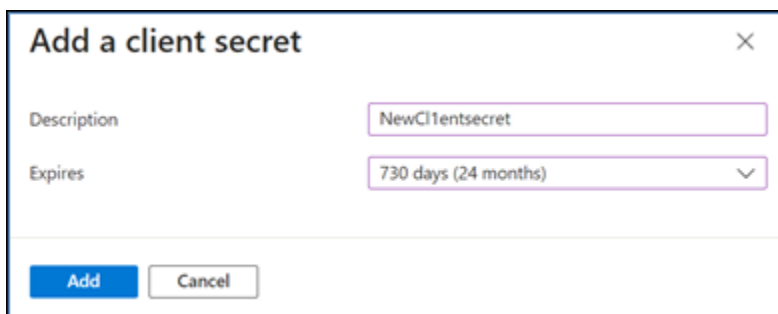 Add a client secret
Description NewCl1entsecret
Expires 730 days (24 months)
Add Cancel